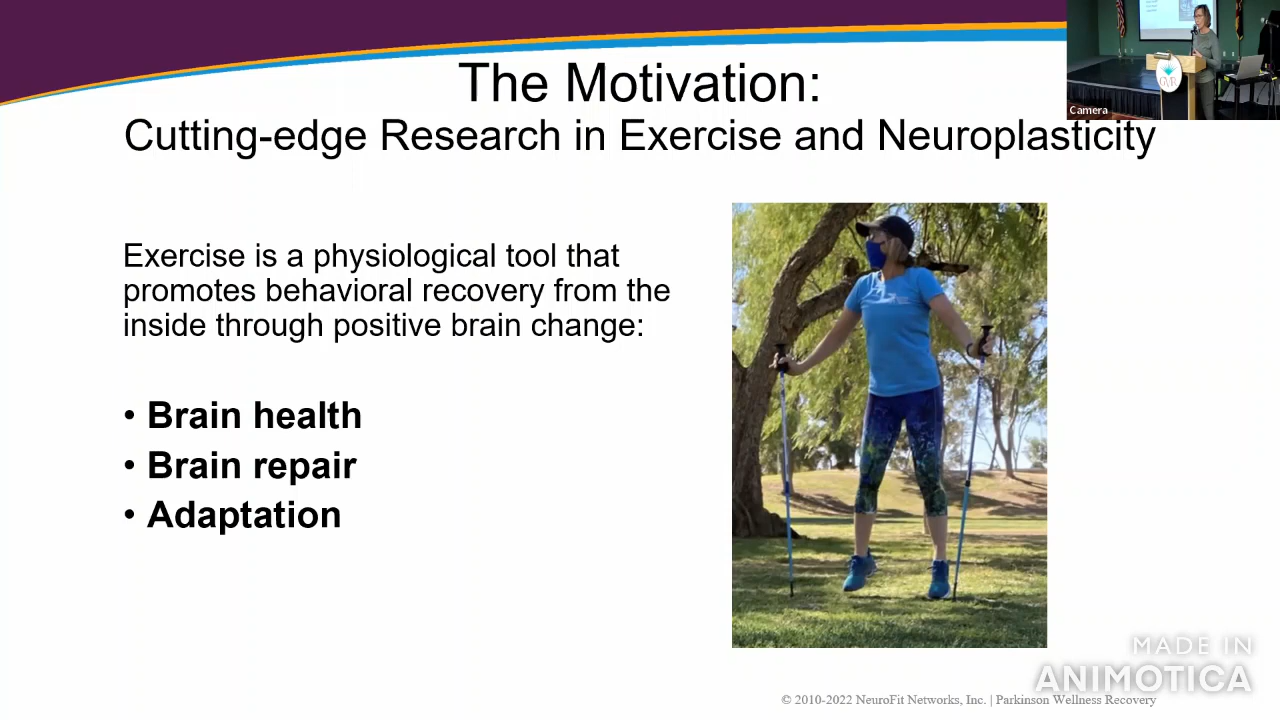 The Motivation:
Cutting-edge Research in Exercise and Neuroplasticity
Camera
Exercise is a physiological tool that
promotes behavioral recovery from the
inside through positive brain change:
• Brain health
• Brain repair
• Adaptation
MADE IN
ANIMOTICA
© 2010-2022 NeuroFit Networks, Inc. | Parkinson Wellness Recovery